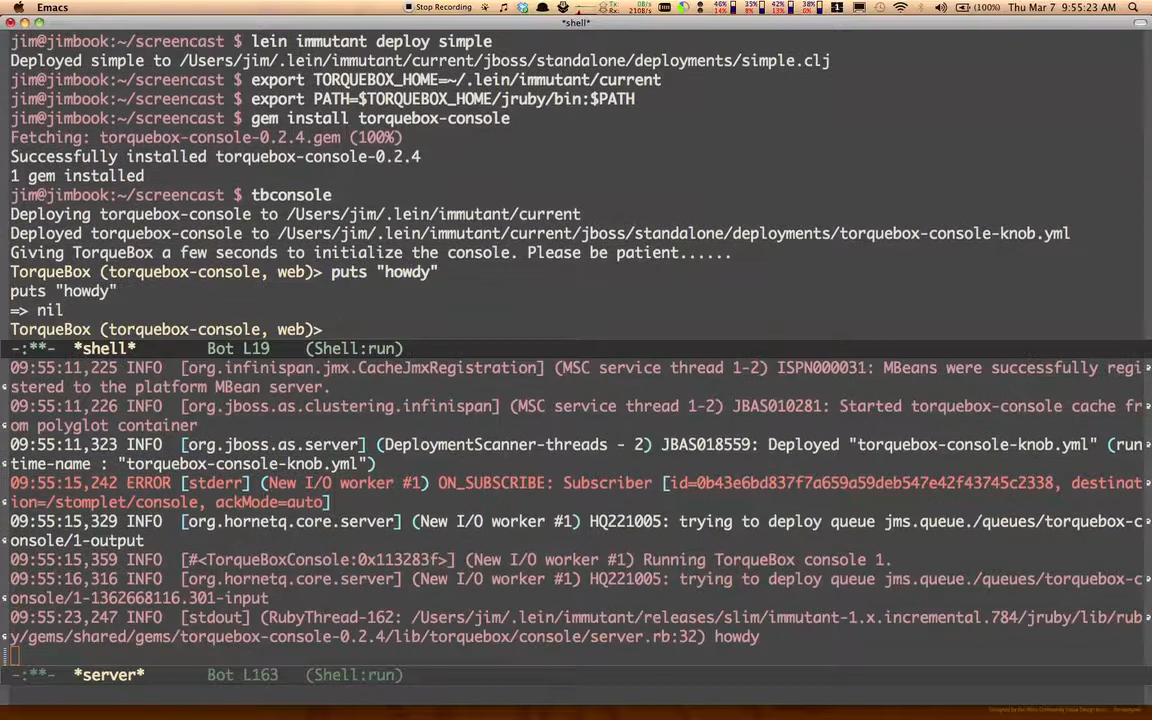 Emacs Stop Recording Tx: 0B/s Rx: 210B/s 46% 14% 35% 5% 42% 13% 38% 0% 1 (100%) Thu Mar 7 9:55:23 AM
*shell*
jim@jimbook:~/screencast $ lein immutant deploy simple
Deployed simple to /Users/jim/.lein/immutant/current/jboss/standalone/deployments/simple.clj
jim@jimbook:~/screencast $ export TORQUEBOX_HOME=~/.lein/immutant/current
jim@jimbook:~/screencast $ export PATH=$TORQUEBOX_HOME/jruby/bin:$PATH
jim@jimbook:~/screencast $ gem install torquebox-console
Fetching: torquebox-console-0.2.4.gem (100%)
Successfully installed torquebox-console-0.2.4
1 gem installed
jim@jimbook:~/screencast $ tbconsole
Deploying torquebox-console to /Users/jim/.lein/immutant/current
Deployed torquebox-console to /Users/jim/.lein/immutant/current/jboss/standalone/deployments/torquebox-console-knob.yml
Giving TorqueBox a few seconds to initialize the console. Please be patient......
TorqueBox (torquebox-console, web)> puts "howdy"
puts "howdy"
=> nil
TorqueBox (torquebox-console, web)>
-:**- *shell* Bot L19 (Shell:run)
09:55:11,225 INFO [org.infinispan.jmx.CacheJmxRegistration] (MSC service thread 1-2) ISPN000031: MBeans were successfully regi
stered to the platform MBean server.
09:55:11,226 INFO [org.jboss.as.clustering.infinispan] (MSC service thread 1-2) JBAS010281: Started torquebox-console cache fr
om polyglot container
09:55:11,323 INFO [org.jboss.as.server] (DeploymentScanner-threads - 2) JBAS018559: Deployed "torquebox-console-knob.yml" (run
time-name : "torquebox-console-knob.yml")
09:55:15,242 ERROR [stderr] (New I/O worker #1) ON_SUBSCRIBE: Subscriber [id=0b43e6bd837f7a659a59deb547e42f43745c2338, destinat
ion=/stomplet/console, ackMode=auto]
09:55:15,329 INFO [org.hornetq.core.server] (New I/O worker #1) HQ221005: trying to deploy queue jms.queue./queues/torquebox-c
onsole/1-output
09:55:15,359 INFO [#<TorqueBoxConsole:0x113283f>] (New I/O worker #1) Running TorqueBox console 1.
09:55:16,316 INFO [org.hornetq.core.server] (New I/O worker #1) HQ221005: trying to deploy queue jms.queue./queues/torquebox-c
onsole/1-1362668116.301-input
09:55:23,247 INFO [stdout] (RubyThread-162: /Users/jim/.lein/immutant/releases/slim/immutant-1.x.incremental.784/jruby/lib/rub
y/gems/shared/gems/torquebox-console-0.2.4/lib/torquebox/console/server.rb:32) howdy
-:**- *server* Bot L163 (Shell:run)